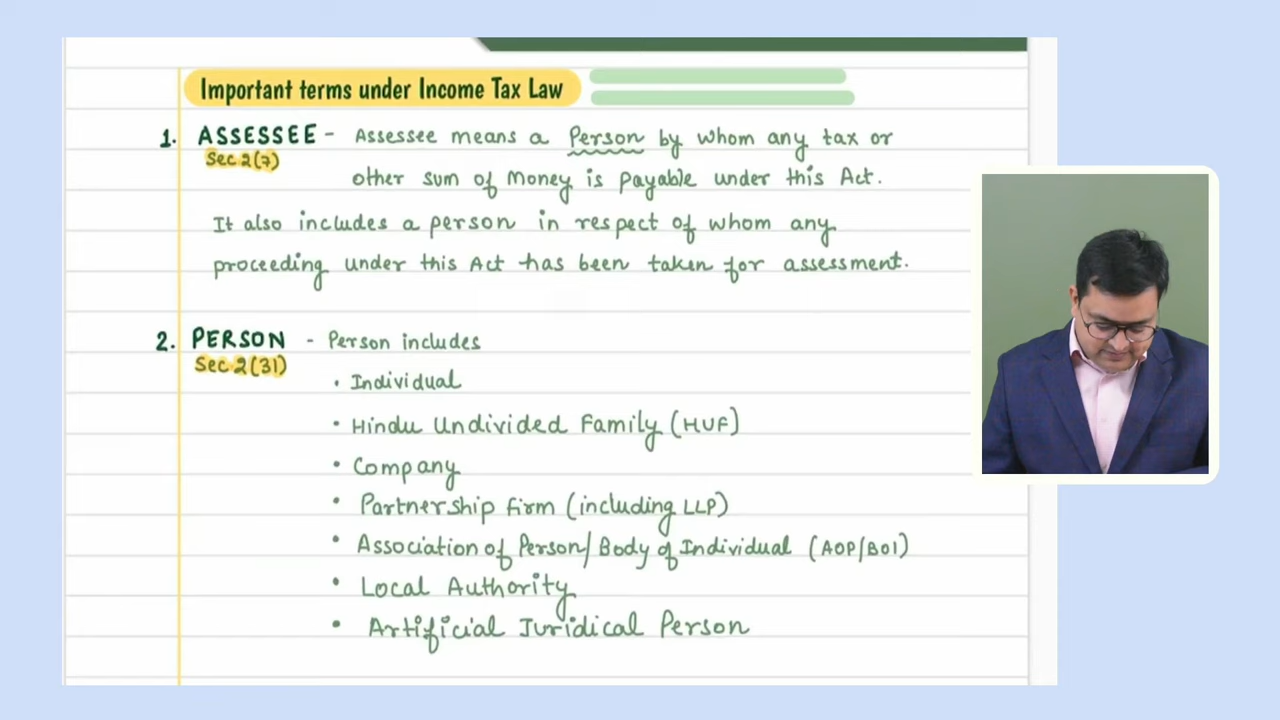 Important terms under Income Tax Law
1. ASSESSEE - Assessee means a Person by whom any tax or
Sec 2(7)
other sum of Money is payable under this Act.
It also includes a person in respect of whom any
proceeding under this Act has been taken for assessment.
2. PERSON - Person includes
Sec 2(31)
• Individual
• Hindu Undivided Family (HUF)
• Company
• Partnership firm (including LLP)
• Association of Person/Body of Individual (AOP/BOI)
• Local Authority
• Artificial Juridical Person